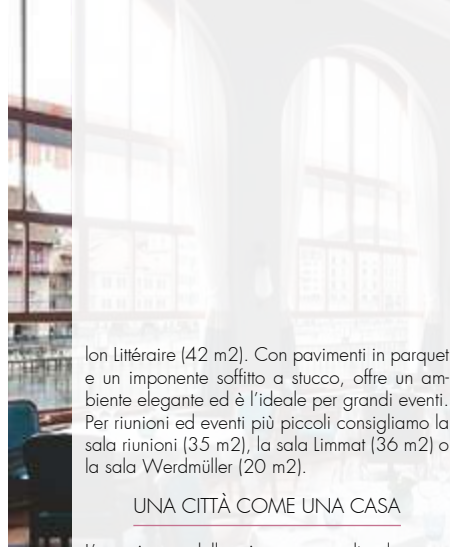 lon Littéraire (42 m2). Con pavimenti in parquet
e un imponente soffitto a stucco, offre un am-
biente elegante ed è l'ideale per grandi eventi.
Per riunioni ed eventi più piccoli consigliamo la
sala riunioni (35 m2), la sala Limmat (36 m2) o
la sala Werdmüller (20 m2).
UNA CITTÀ COME UNA CASA